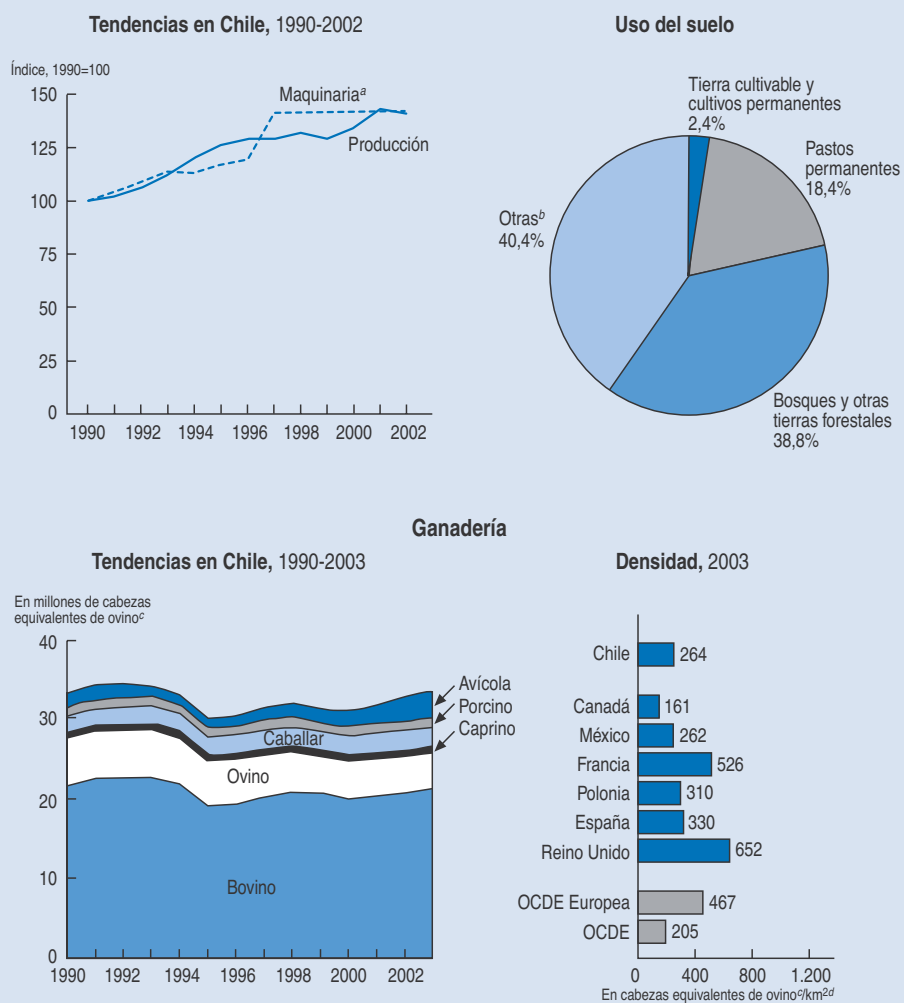 Tendencias en Chile, 1990-2002
Índice, 1990=100
150
125
100
75
50
25
0
Maquinariaᵃ
Producción
1990 1992 1994 1996 1998 2000 2002
Uso del suelo
Tierra cultivable y
cultivos permanentes
2,4%
Pastos
permanentes
18,4%
Otrasᵇ
40,4%
Bosques y otras
tierras forestales
38,8%
Ganadería
Tendencias en Chile, 1990-2003
En millones de cabezas
equivalentes de ovinoᶜ
40
30
20
10
0
Avícola
Porcino
Caprino
Caballar
Ovino
Bovino
1990 1992 1994 1996 1998 2000 2002
Densidad, 2003
Chile 264
Canadá 161
México 262
Francia 526
Polonia 310
España 330
Reino Unido 652
OCDE Europea 467
OCDE 205
0 400 800 1.200
En cabezas equivalentes de ovinoᶜ/km²ᵈ